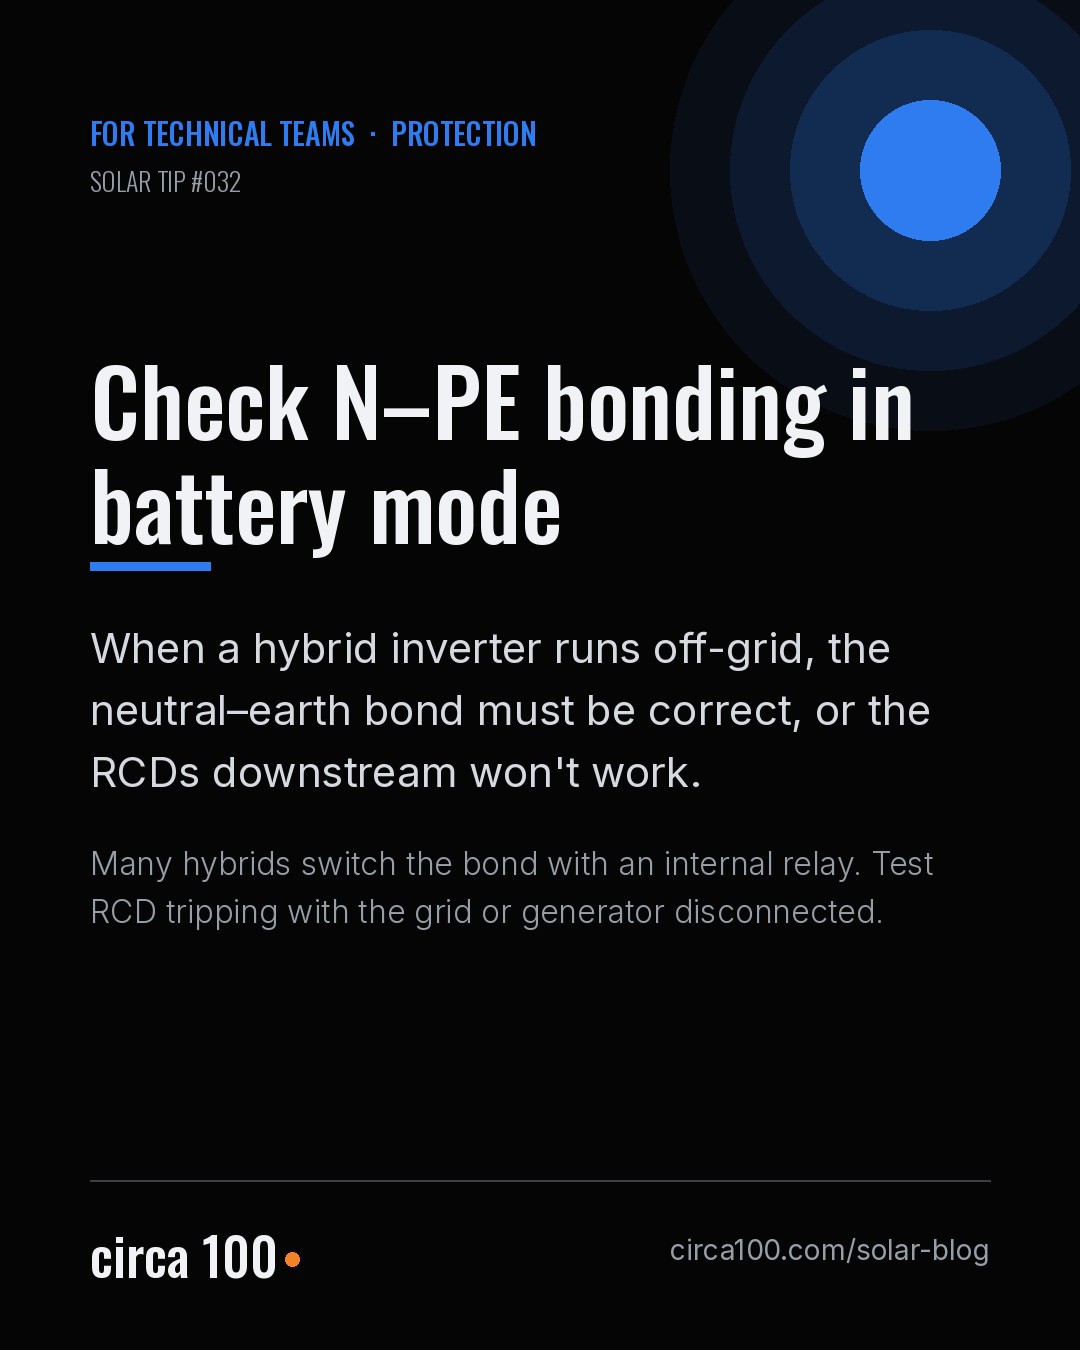 FOR TECHNICAL TEAMS · PROTECTION
SOLAR TIP #032
Check N–PE bonding in
battery mode
When a hybrid inverter runs off-grid, the
neutral–earth bond must be correct, or the
RCDs downstream won't work.
Many hybrids switch the bond with an internal relay. Test
RCD tripping with the grid or generator disconnected.
circa 100
circa100.com/solar-blog